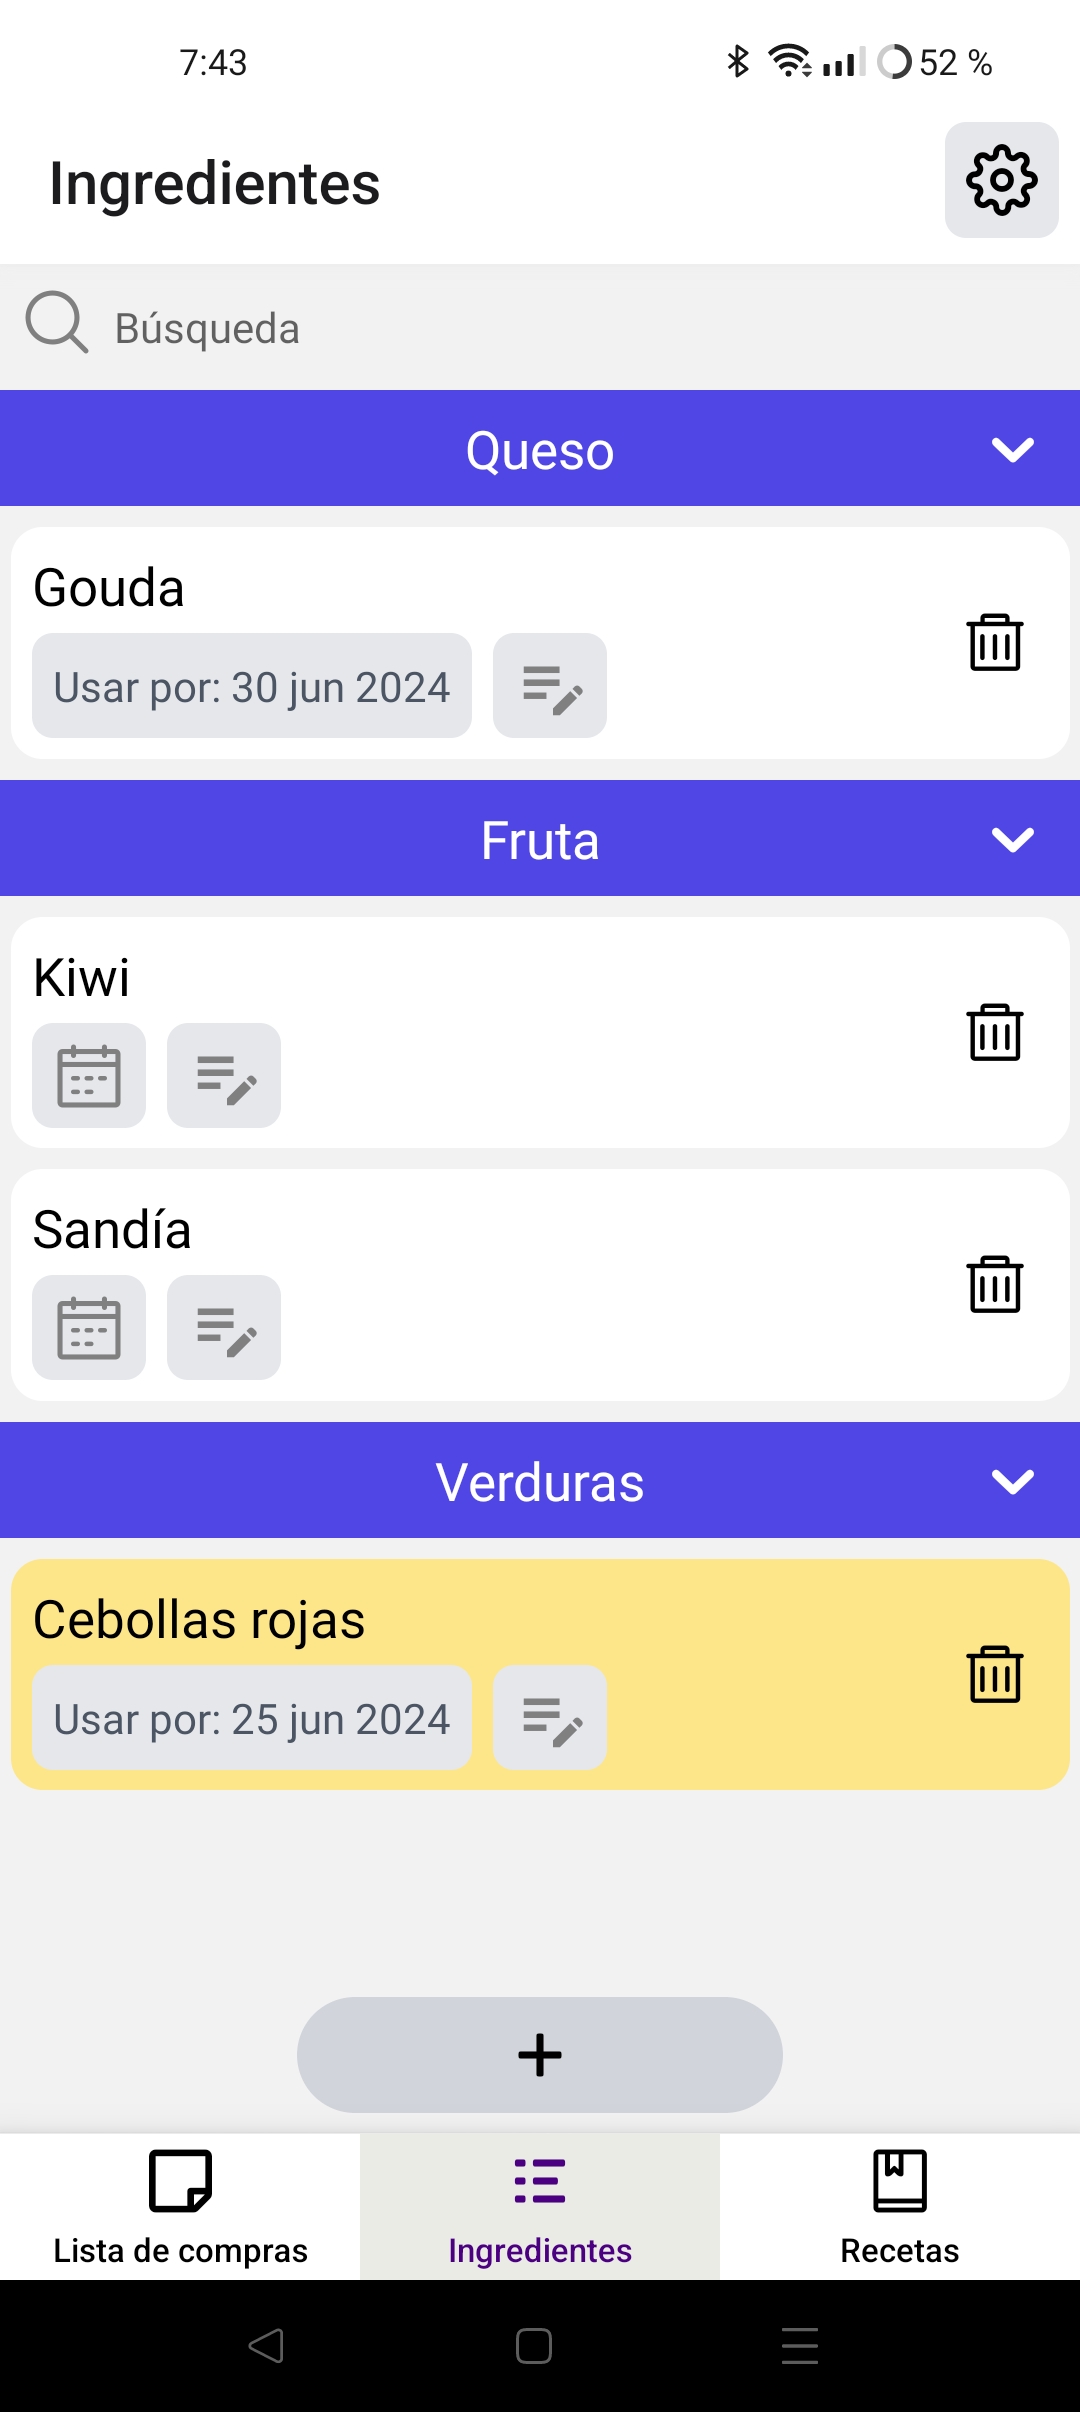 7:43
52 %
Ingredientes
Búsqueda
Queso
Gouda
Usar por: 30 jun 2024
Fruta
Kiwi
Sandía
Verduras
Cebollas rojas
Usar por: 25 jun 2024
Lista de compras
Ingredientes
Recetas